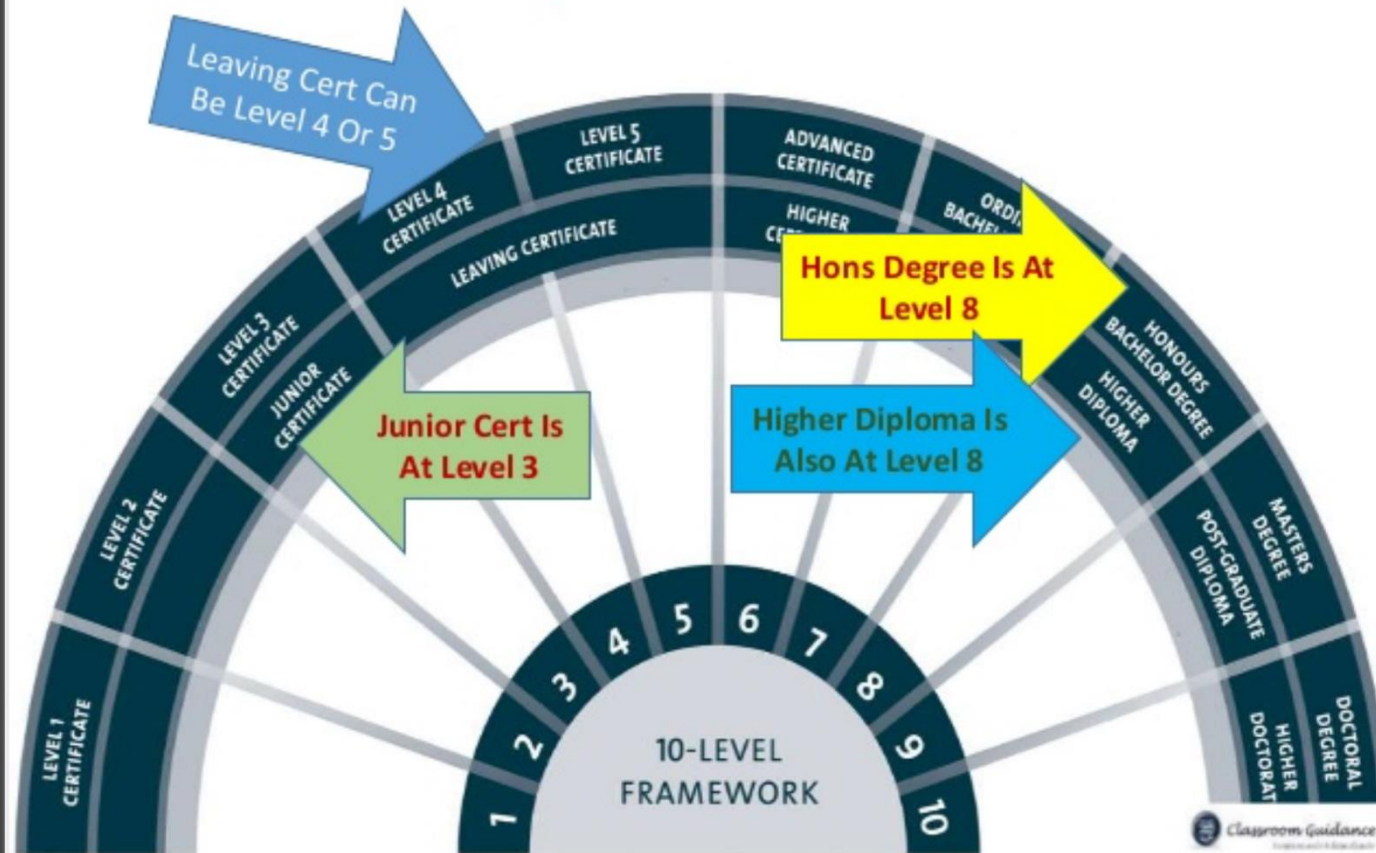 Leaving Cert Can
Be Level 4 Or 5
LEVEL 1
CERTIFICATE
LEVEL 2
CERTIFICATE
LEVEL 3
CERTIFICATE
JUNIOR
CERTIFICATE
LEVEL 4
CERTIFICATE
LEVEL 5
CERTIFICATE
LEAVING CERTIFICATE
ADVANCED
CERTIFICATE
HIGHER
Hons Degree Is At
Level 8
HONOURS
BACHELOR DEGREE
HIGHER
DIPLOMA
Junior Cert Is
At Level 3
Higher Diploma Is
Also At Level 8
MASTERS
DEGREE
POST-GRADUATE
DIPLOMA
DOCTORAL
DEGREE
HIGHER
1
2
3
4
5
6
7
8
9
10
10-LEVEL
FRAMEWORK
Classroom Guidance